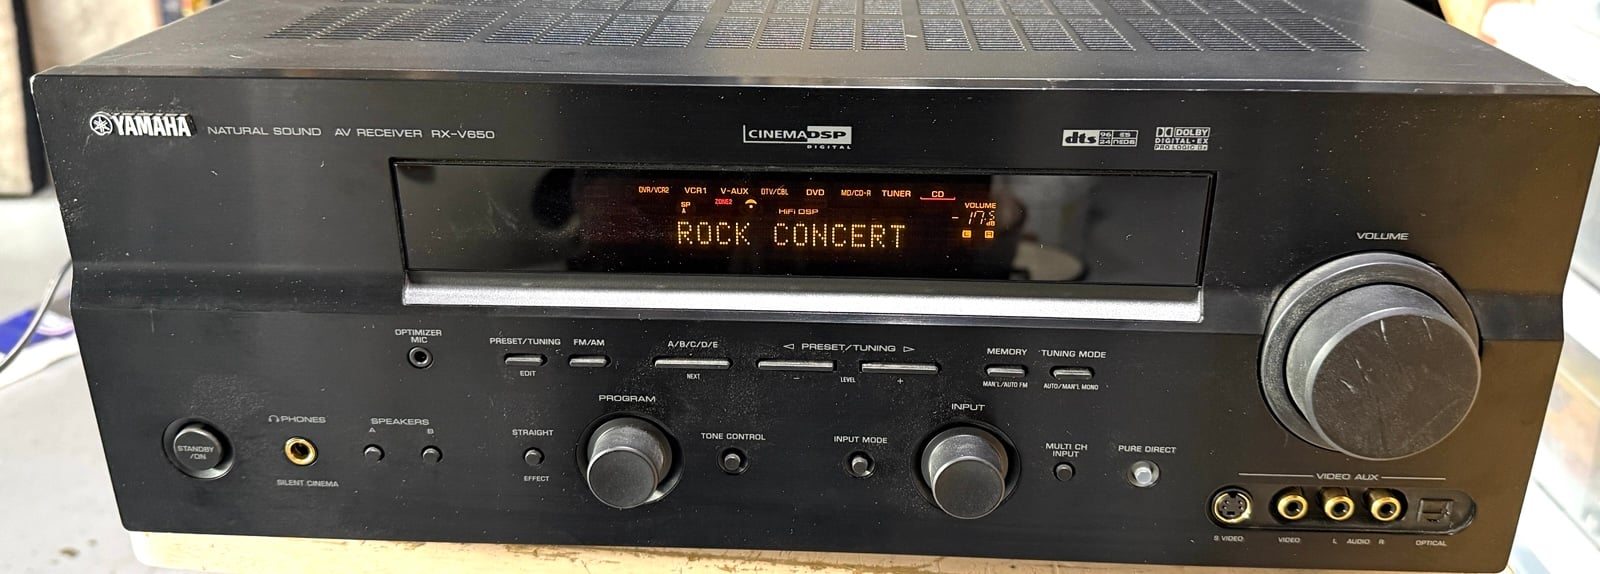 YAMAHA NATURAL SOUND AV RECEIVER RX-V650
CINEMA DSP
DIGITAL
dts 96 ES
24 NEO6
DOLBY
DIGITAL·EX
PRO LOGIC IIx
DVR/VCR2 VCR1 V-AUX DTV/CBL DVD MD/CD-R TUNER CD
SP
A
ZONE2
HiFi DSP
VOLUME
-17.5
dB
ROCK CONCERT
VOLUME
OPTIMIZER
MIC
PRESET/TUNING
EDIT
FM/AM
A/B/C/D/E
NEXT
◁ PRESET/TUNING ▷
− LEVEL +
MEMORY
MAN'L/AUTO FM
TUNING MODE
AUTO/MAN'L MONO
STANDBY
/ON
PHONES
SILENT CINEMA
SPEAKERS
A B
STRAIGHT
EFFECT
PROGRAM
TONE CONTROL
INPUT MODE
INPUT
MULTI CH
INPUT
PURE DIRECT
VIDEO AUX
S VIDEO VIDEO L AUDIO R OPTICAL